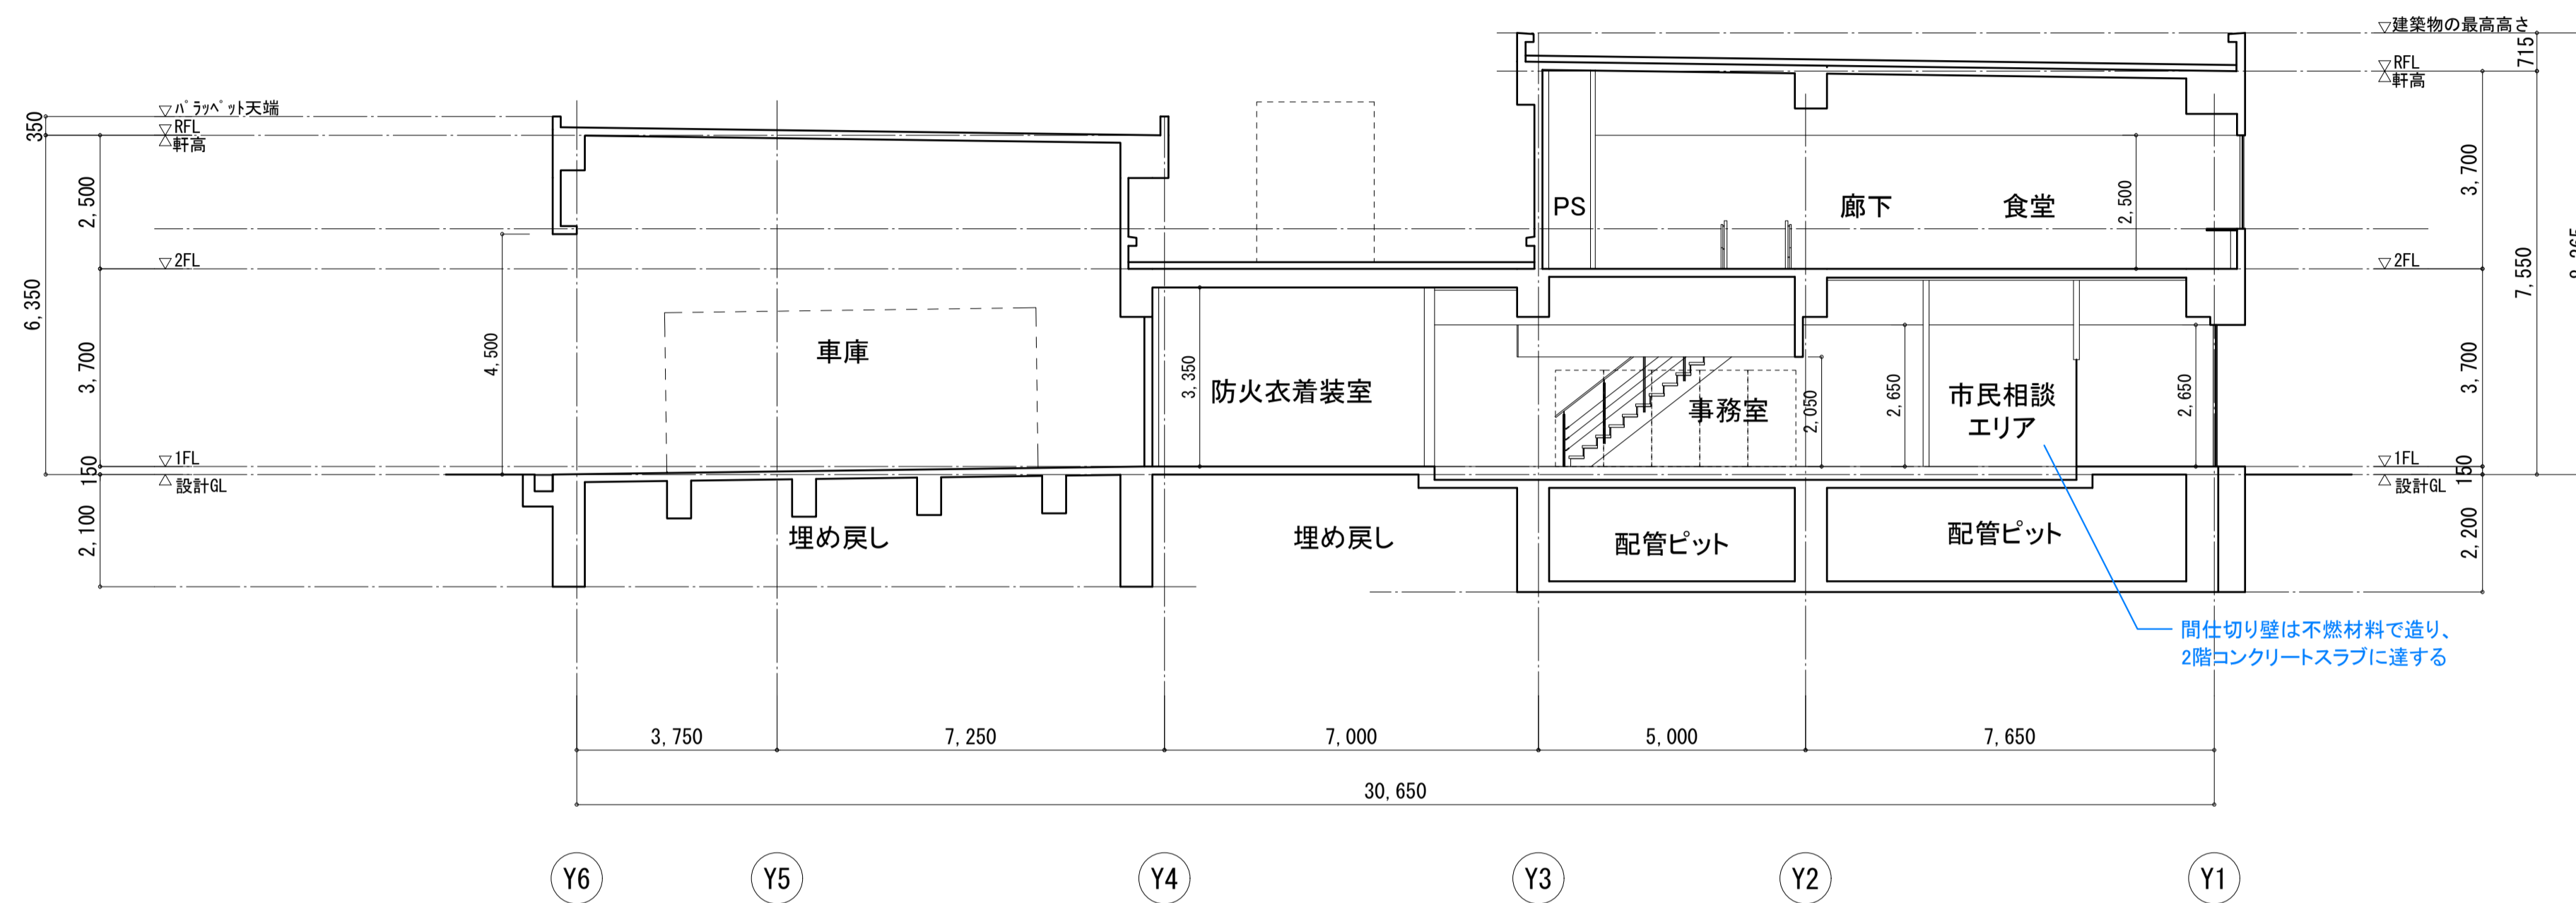 ▽建築物の最高高さ
715
▽RFL
△軒高
▽パラッペット天端
350
▽RFL
△軒高
2,500
3,700
PS
廊下
食堂
2,500
▽2FL
▽2FL
6,350
7,550
4,500
3,700
車庫
3,350
防火衣着装室
事務室
2,050
2,650
市民相談
エリア
2,650
3,700
▽1FL
150
△設計GL
▽1FL
150
△設計GL
2,100
埋め戻し
埋め戻し
配管ピット
配管ピット
2,200
間仕切り壁は不燃材料で造り、
2階コンクリートスラブに達する
3,750
7,250
7,000
5,000
7,650
30,650
Y6
Y5
Y4
Y3
Y2
Y1